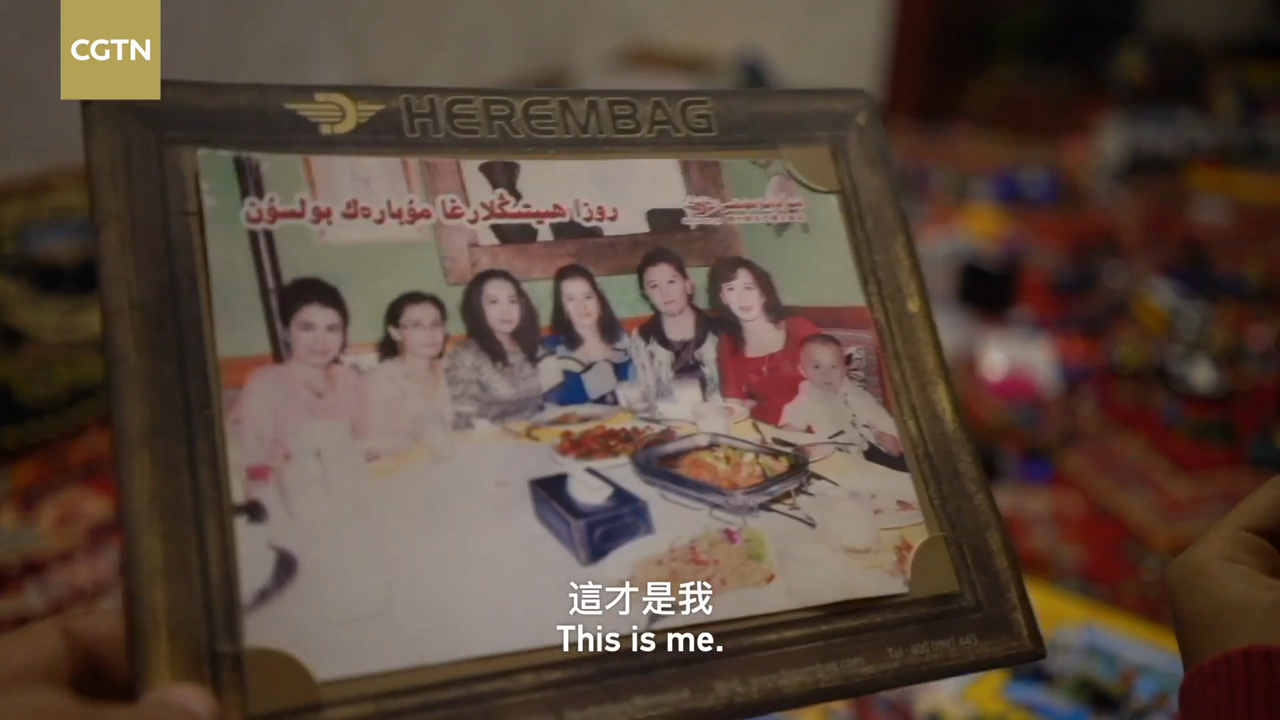 CGTN
HEREMBAG
روزا ھېيتىڭلارغا مۇبارەك بولسۇن
這才是我
This is me.